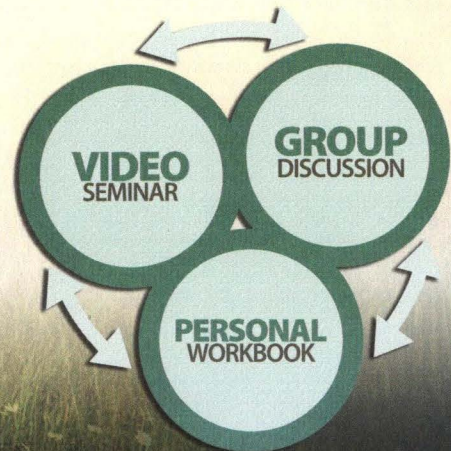 VIDEO
SEMINAR
GROUP
DISCUSSION
PERSONAL
WORKBOOK